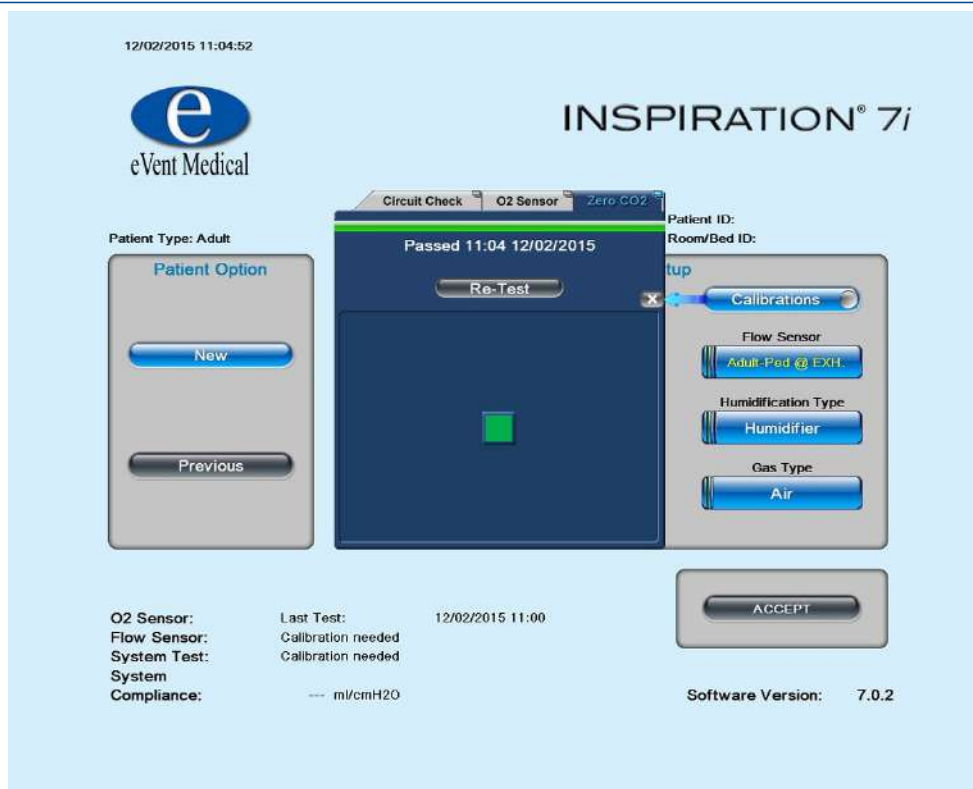 12/02/2015 11:04:52
e
eVent Medical
INSPIRATION® 7i
Circuit Check O2 Sensor Zero CO2
Patient ID:
Patient Type: Adult
Room/Bed ID:
Passed 11:04 12/02/2015
Patient Option
tup
Re-Test
X
Calibrations
Flow Sensor
New
Adult-Ped @ EXH.
Humidification Type
Humidifier
Previous
Gas Type
Air
ACCEPT
O2 Sensor: Last Test: 12/02/2015 11:00
Flow Sensor: Calibration needed
System Test: Calibration needed
System
Compliance: --- ml/cmH2O
Software Version: 7.0.2